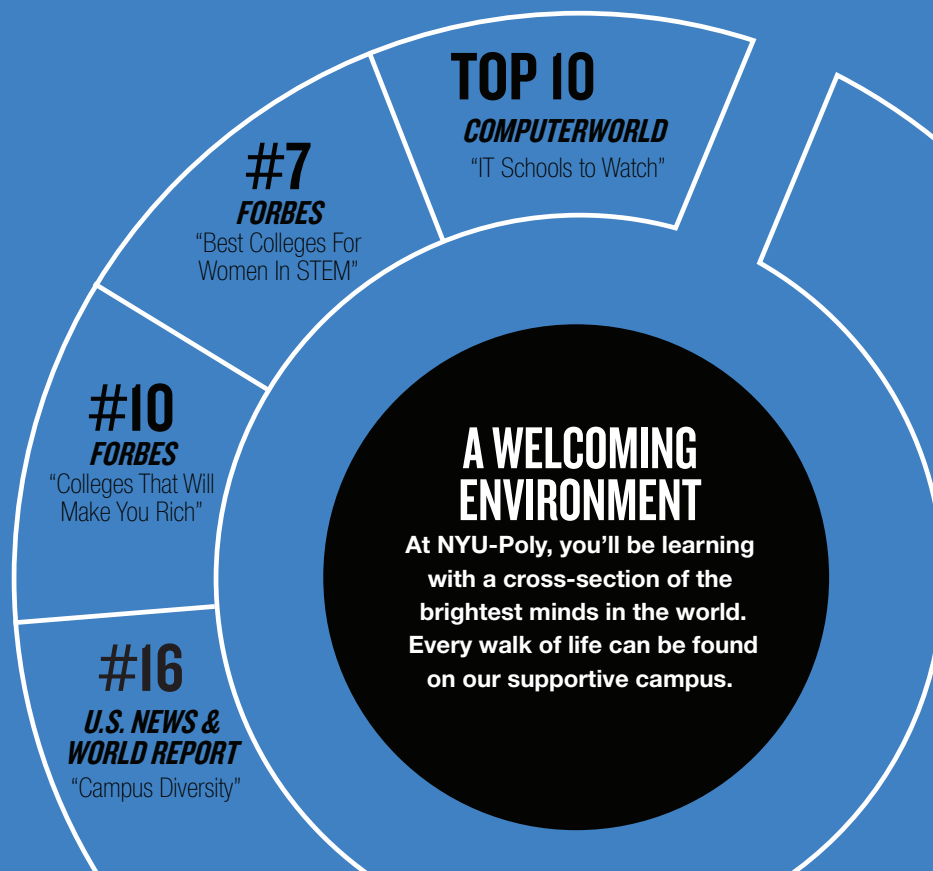 TOP 10
COMPUTERWORLD
“IT Schools to Watch”
#7
FORBES
“Best Colleges For
Women In STEM”
#10
FORBES
“Colleges That Will
Make You Rich”
#16
U.S. NEWS &
WORLD REPORT
“Campus Diversity”
A WELCOMING
ENVIRONMENT
At NYU-Poly, you’ll be learning
with a cross-section of the
brightest minds in the world.
Every walk of life can be found
on our supportive campus.